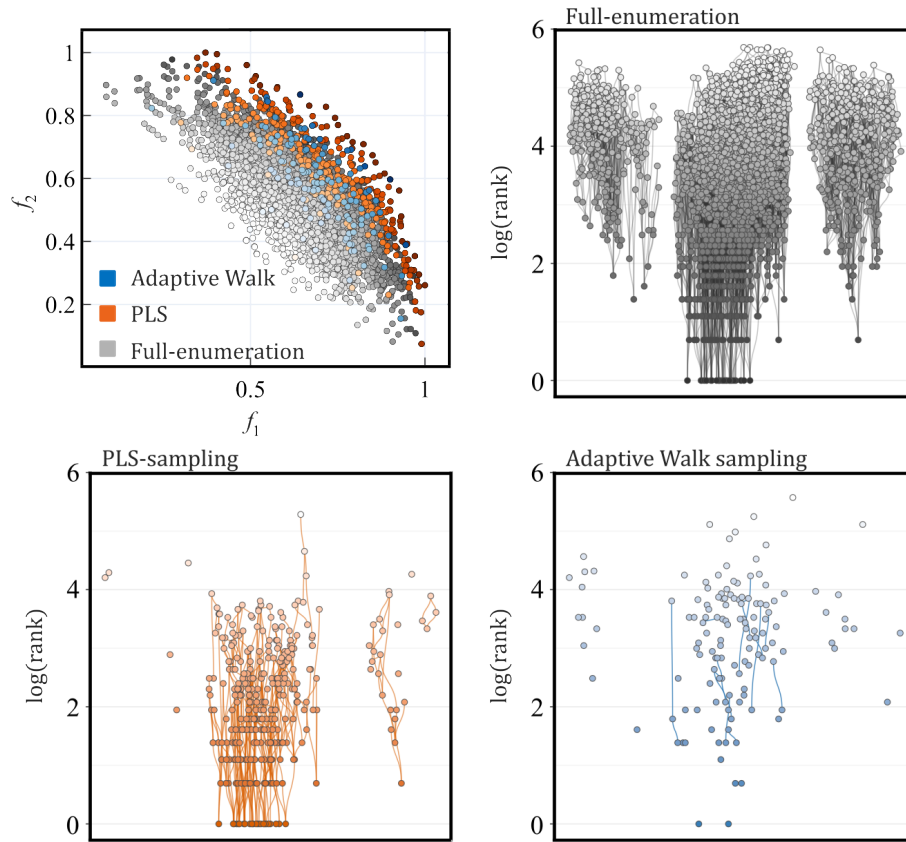 Full-enumeration
1
0.8
0.6
0.4
0.2
f2
Adaptive Walk
PLS
Full-enumeration
0.5
1
f1
6
4
2
0
log(rank)
PLS-sampling
6
4
2
0
log(rank)
Adaptive Walk sampling
6
4
2
0
log(rank)